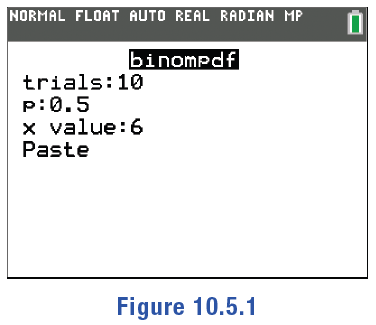 NORMAL FLOAT AUTO REAL RADIAN MP
binompdf
trials:10
p:0.5
x value:6
Paste
Figure 10.5.1